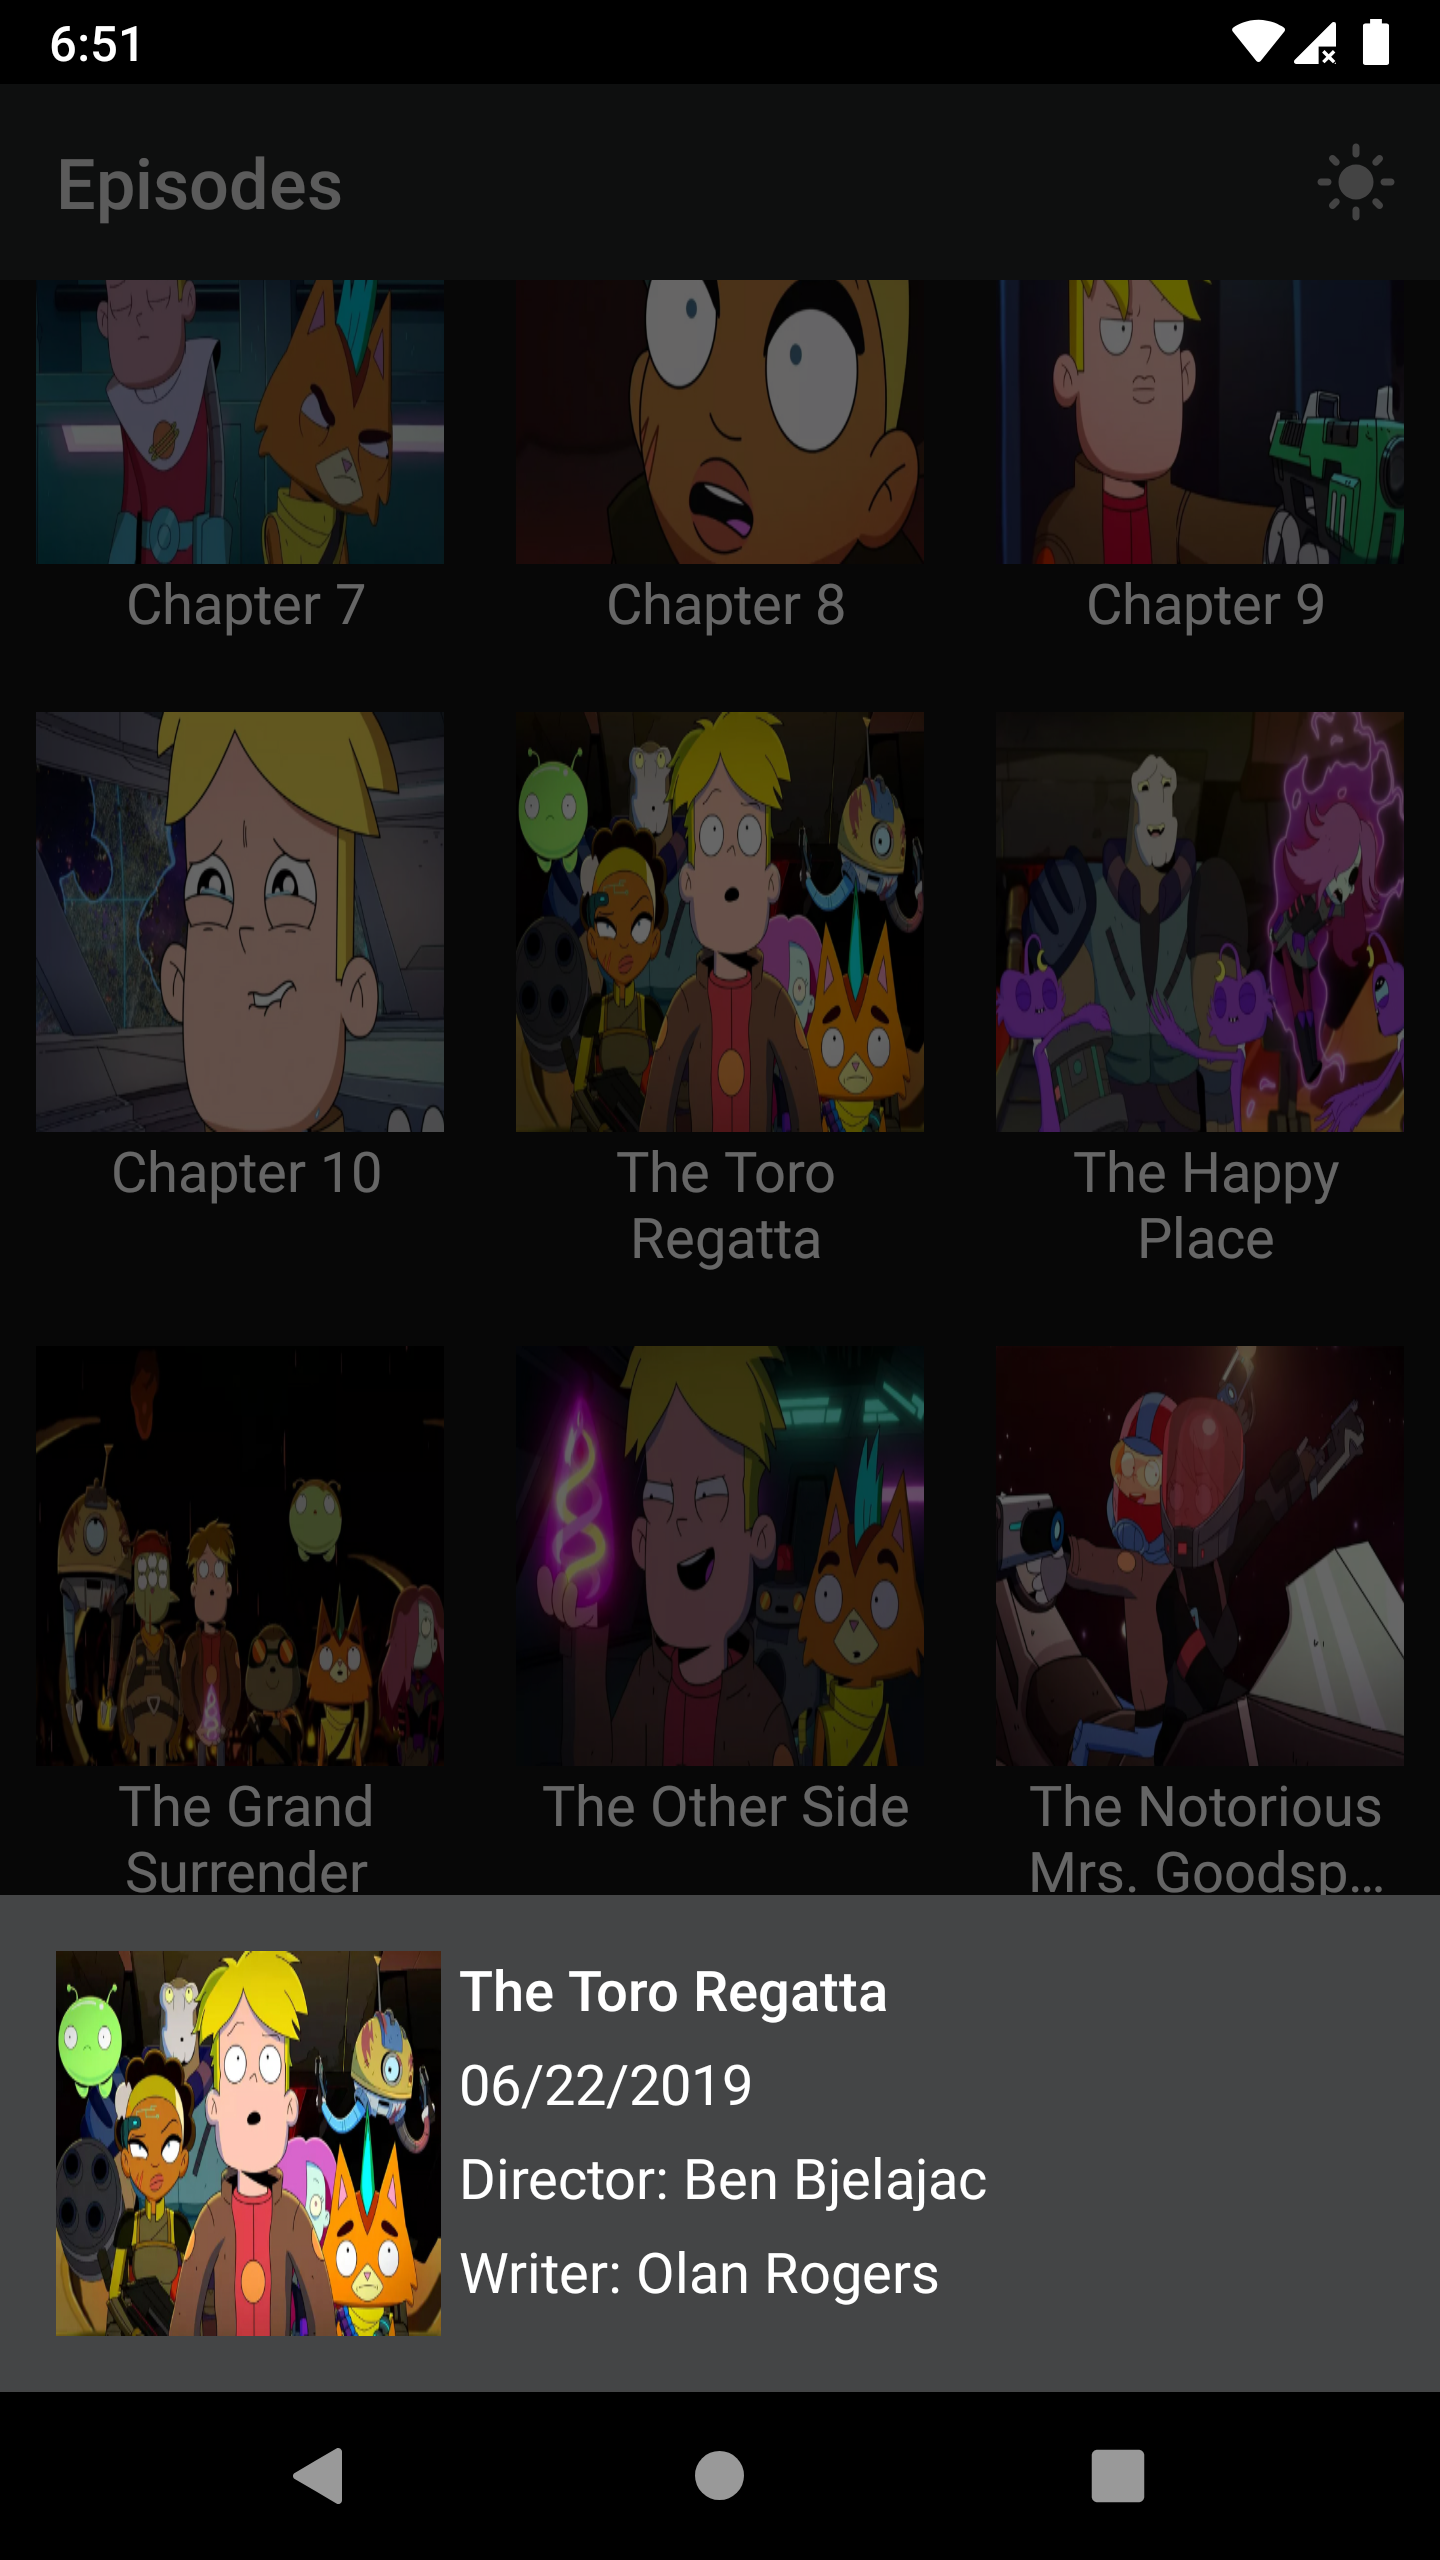 6:51
Episodes
Chapter 7
Chapter 8
Chapter 9
Chapter 10
The Toro
Regatta
The Happy
Place
The Grand
Surrender
The Other Side
The Notorious
Mrs. Goodsp...
The Toro Regatta
06/22/2019
Director: Ben Bjelajac
Writer: Olan Rogers